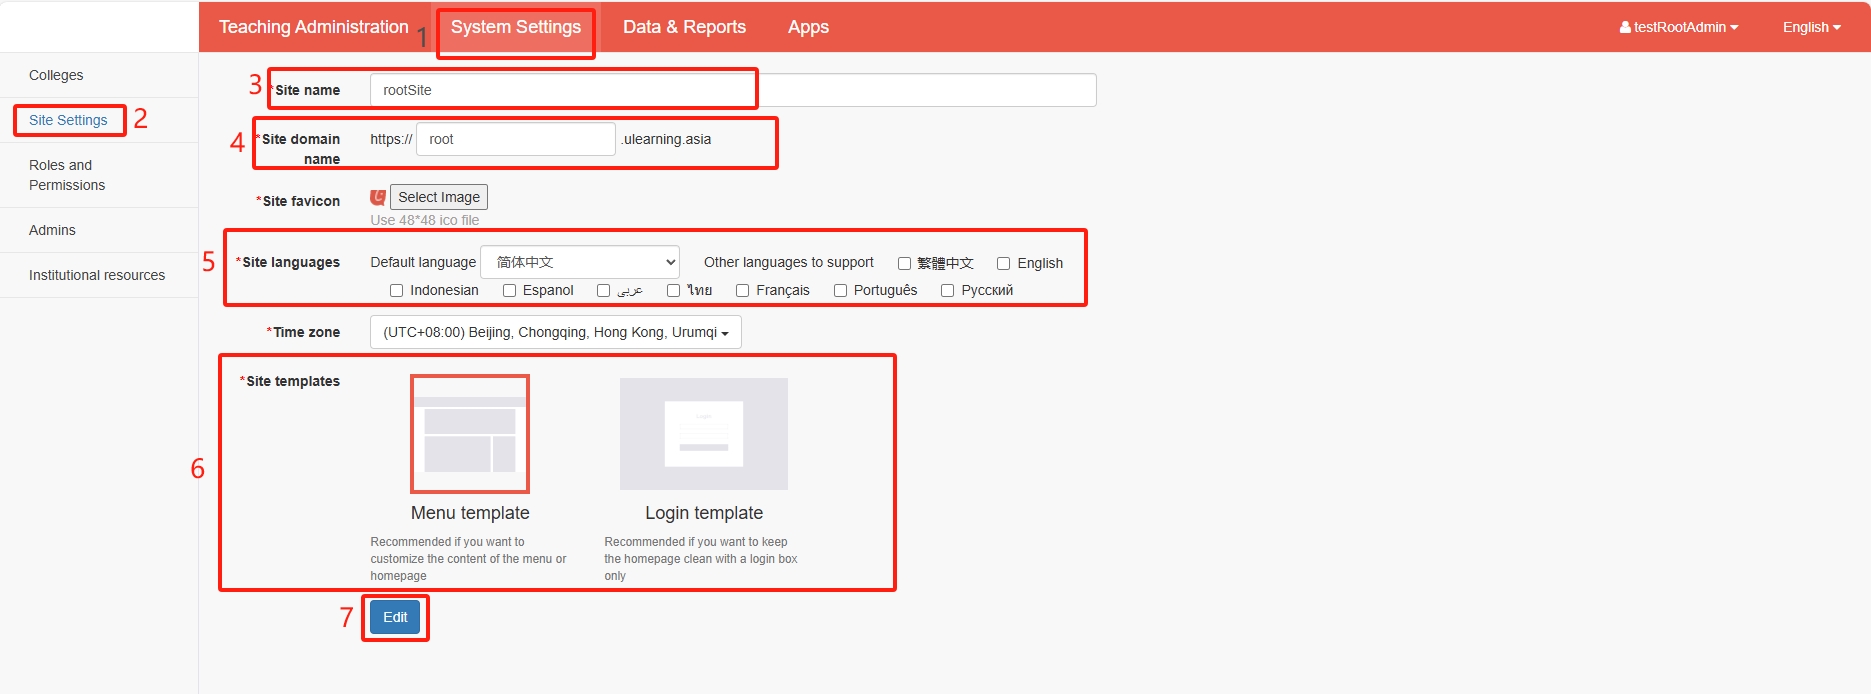 Teaching Administration 1 System Settings Data & Reports Apps testRootAdmin English
Colleges
Site Settings 2
Roles and
Permissions
Admins
Institutional resources
3 *Site name rootSite
4 *Site domain name https:// root .ulearning.asia
*Site favicon Select Image
Use 48*48 ico file
5 *Site languages Default language 简体中文 Other languages to support 繁體中文 English
Indonesian Espanol عربى ไทย Français Português Русский
*Time zone (UTC+08:00) Beijing, Chongqing, Hong Kong, Urumqi
6 *Site templates
Menu template
Recommended if you want to
customize the content of the menu or
homepage
Login template
Recommended if you want to keep
the homepage clean with a login box
only
7 Edit